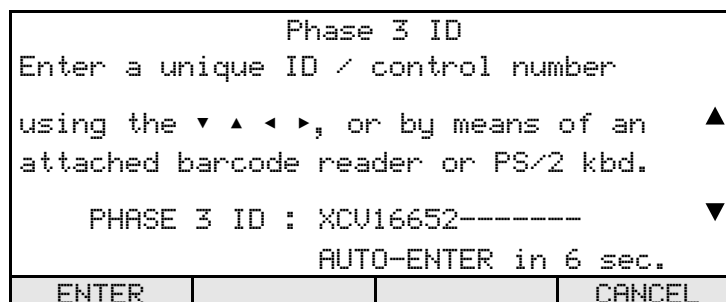 Phase 3 ID
Enter a unique ID / control number
using the ▼ ▲ ◄ ►, or by means of an
attached barcode reader or PS/2 kbd.
PHASE 3 ID : XCV16652-------
AUTO-ENTER in 6 sec.
ENTER CANCEL